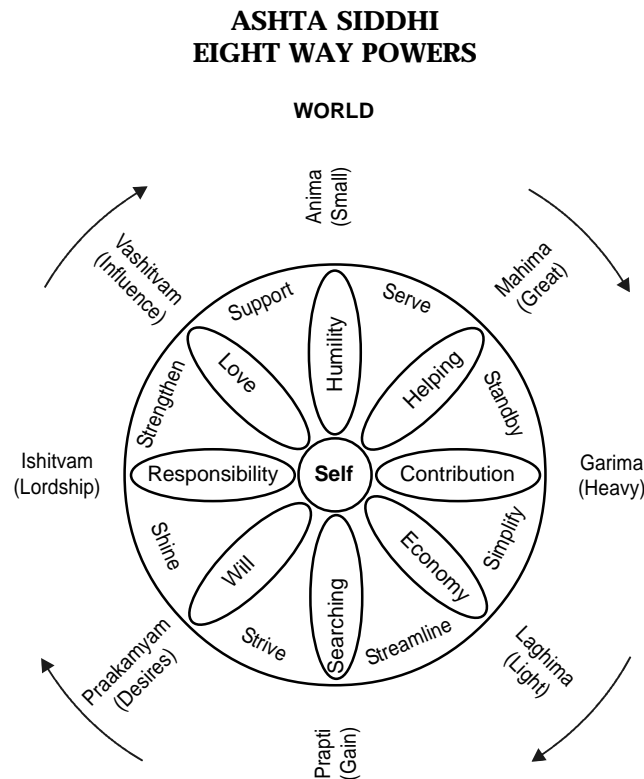 ASHTA SIDDHI
EIGHT WAY POWERS
WORLD
Anima
(Small)
Vashitvam
(Influence)
Mahima
(Great)
Support
Serve
Humility
Love
Helping
Strengthen
Standby
Ishitvam
(Lordship)
Responsibility
Self
Contribution
Garima
(Heavy)
Shine
Simplify
Will
Economy
Searching
Strive
Streamline
Praakamyam
(Desires)
Laghima
(Light)
Prapti
(Gain)